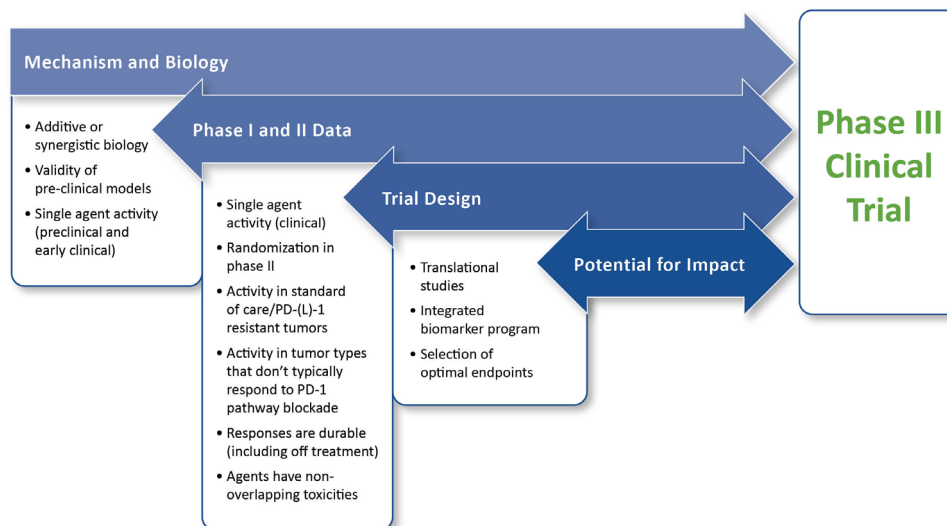 Mechanism and Biology
• Additive or
synergistic biology
• Validity of
pre-clinical models
• Single agent activity
(preclinical and
early clinical)
Phase I and II Data
• Single agent
activity (clinical)
• Randomization in
phase II
• Activity in standard
of care/PD-(L)-1
resistant tumors
• Activity in tumor types
that don’t typically
respond to PD-1
pathway blockade
• Responses are durable
(including off treatment)
• Agents have non-
overlapping toxicities
Trial Design
• Translational
studies
• Integrated
biomarker program
• Selection of
optimal endpoints
Potential for Impact
Phase III
Clinical
Trial